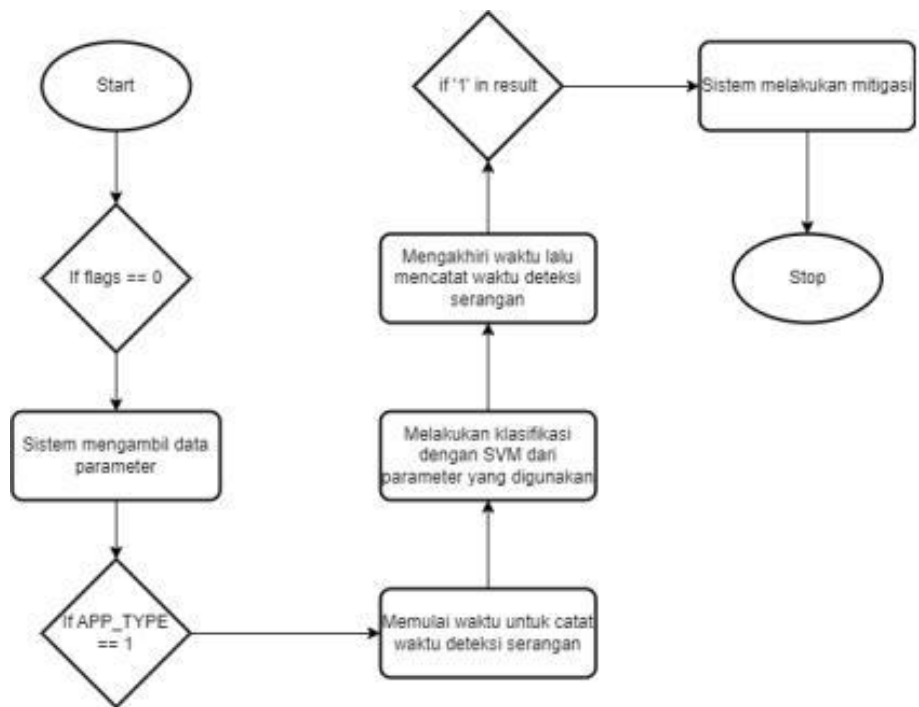 Start
If flags == 0
Sistem mengambil data
parameter
If APP_TYPE
== 1
Memulai waktu untuk catat
waktu deteksi serangan
Melakukan klasifikasi
dengan SVM dari
parameter yang digunakan
Mengakhiri waktu lalu
mencatat waktu deteksi
serangan
if '1' in result
Sistem melakukan mitigasi
Stop